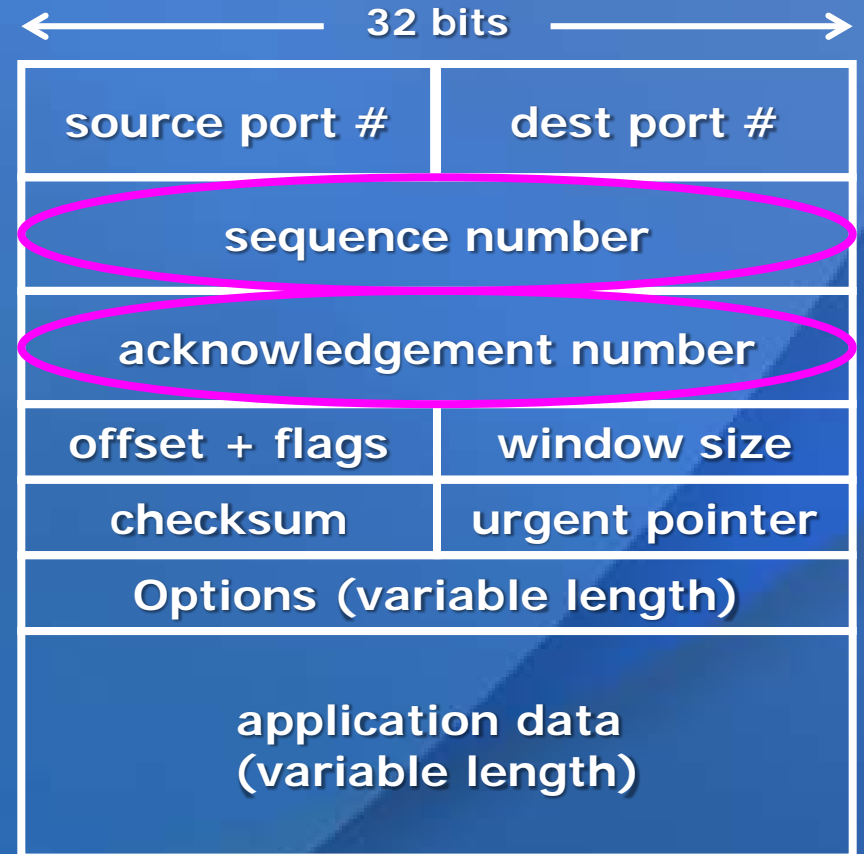 32 bits
source port # dest port #
sequence number
acknowledgement number
offset + flags window size
checksum urgent pointer
Options (variable length)
application data
(variable length)